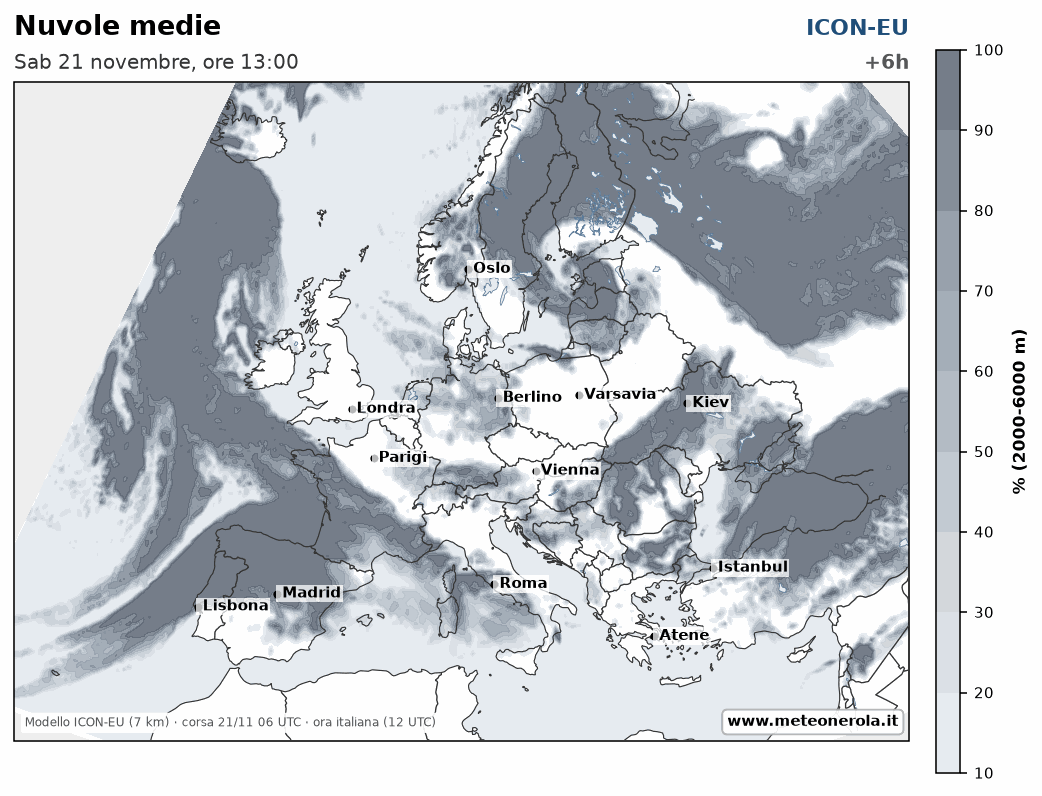 Nuvole medie
ICON-EU
Sab 21 novembre, ore 13:00
+6h
100
90
80
70
60
50
40
30
20
10
% (2000-6000 m)
Oslo
Berlino
Varsavia
Kiev
Londra
Parigi
Vienna
Istanbul
Roma
Madrid
Lisbona
Atene
Modello ICON-EU (7 km) · corsa 21/11 06 UTC · ora italiana (12 UTC)
www.meteonerola.it